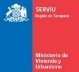 SERVIU
Región de Tarapacá
Ministerio de
Vivienda y
Urbanismo